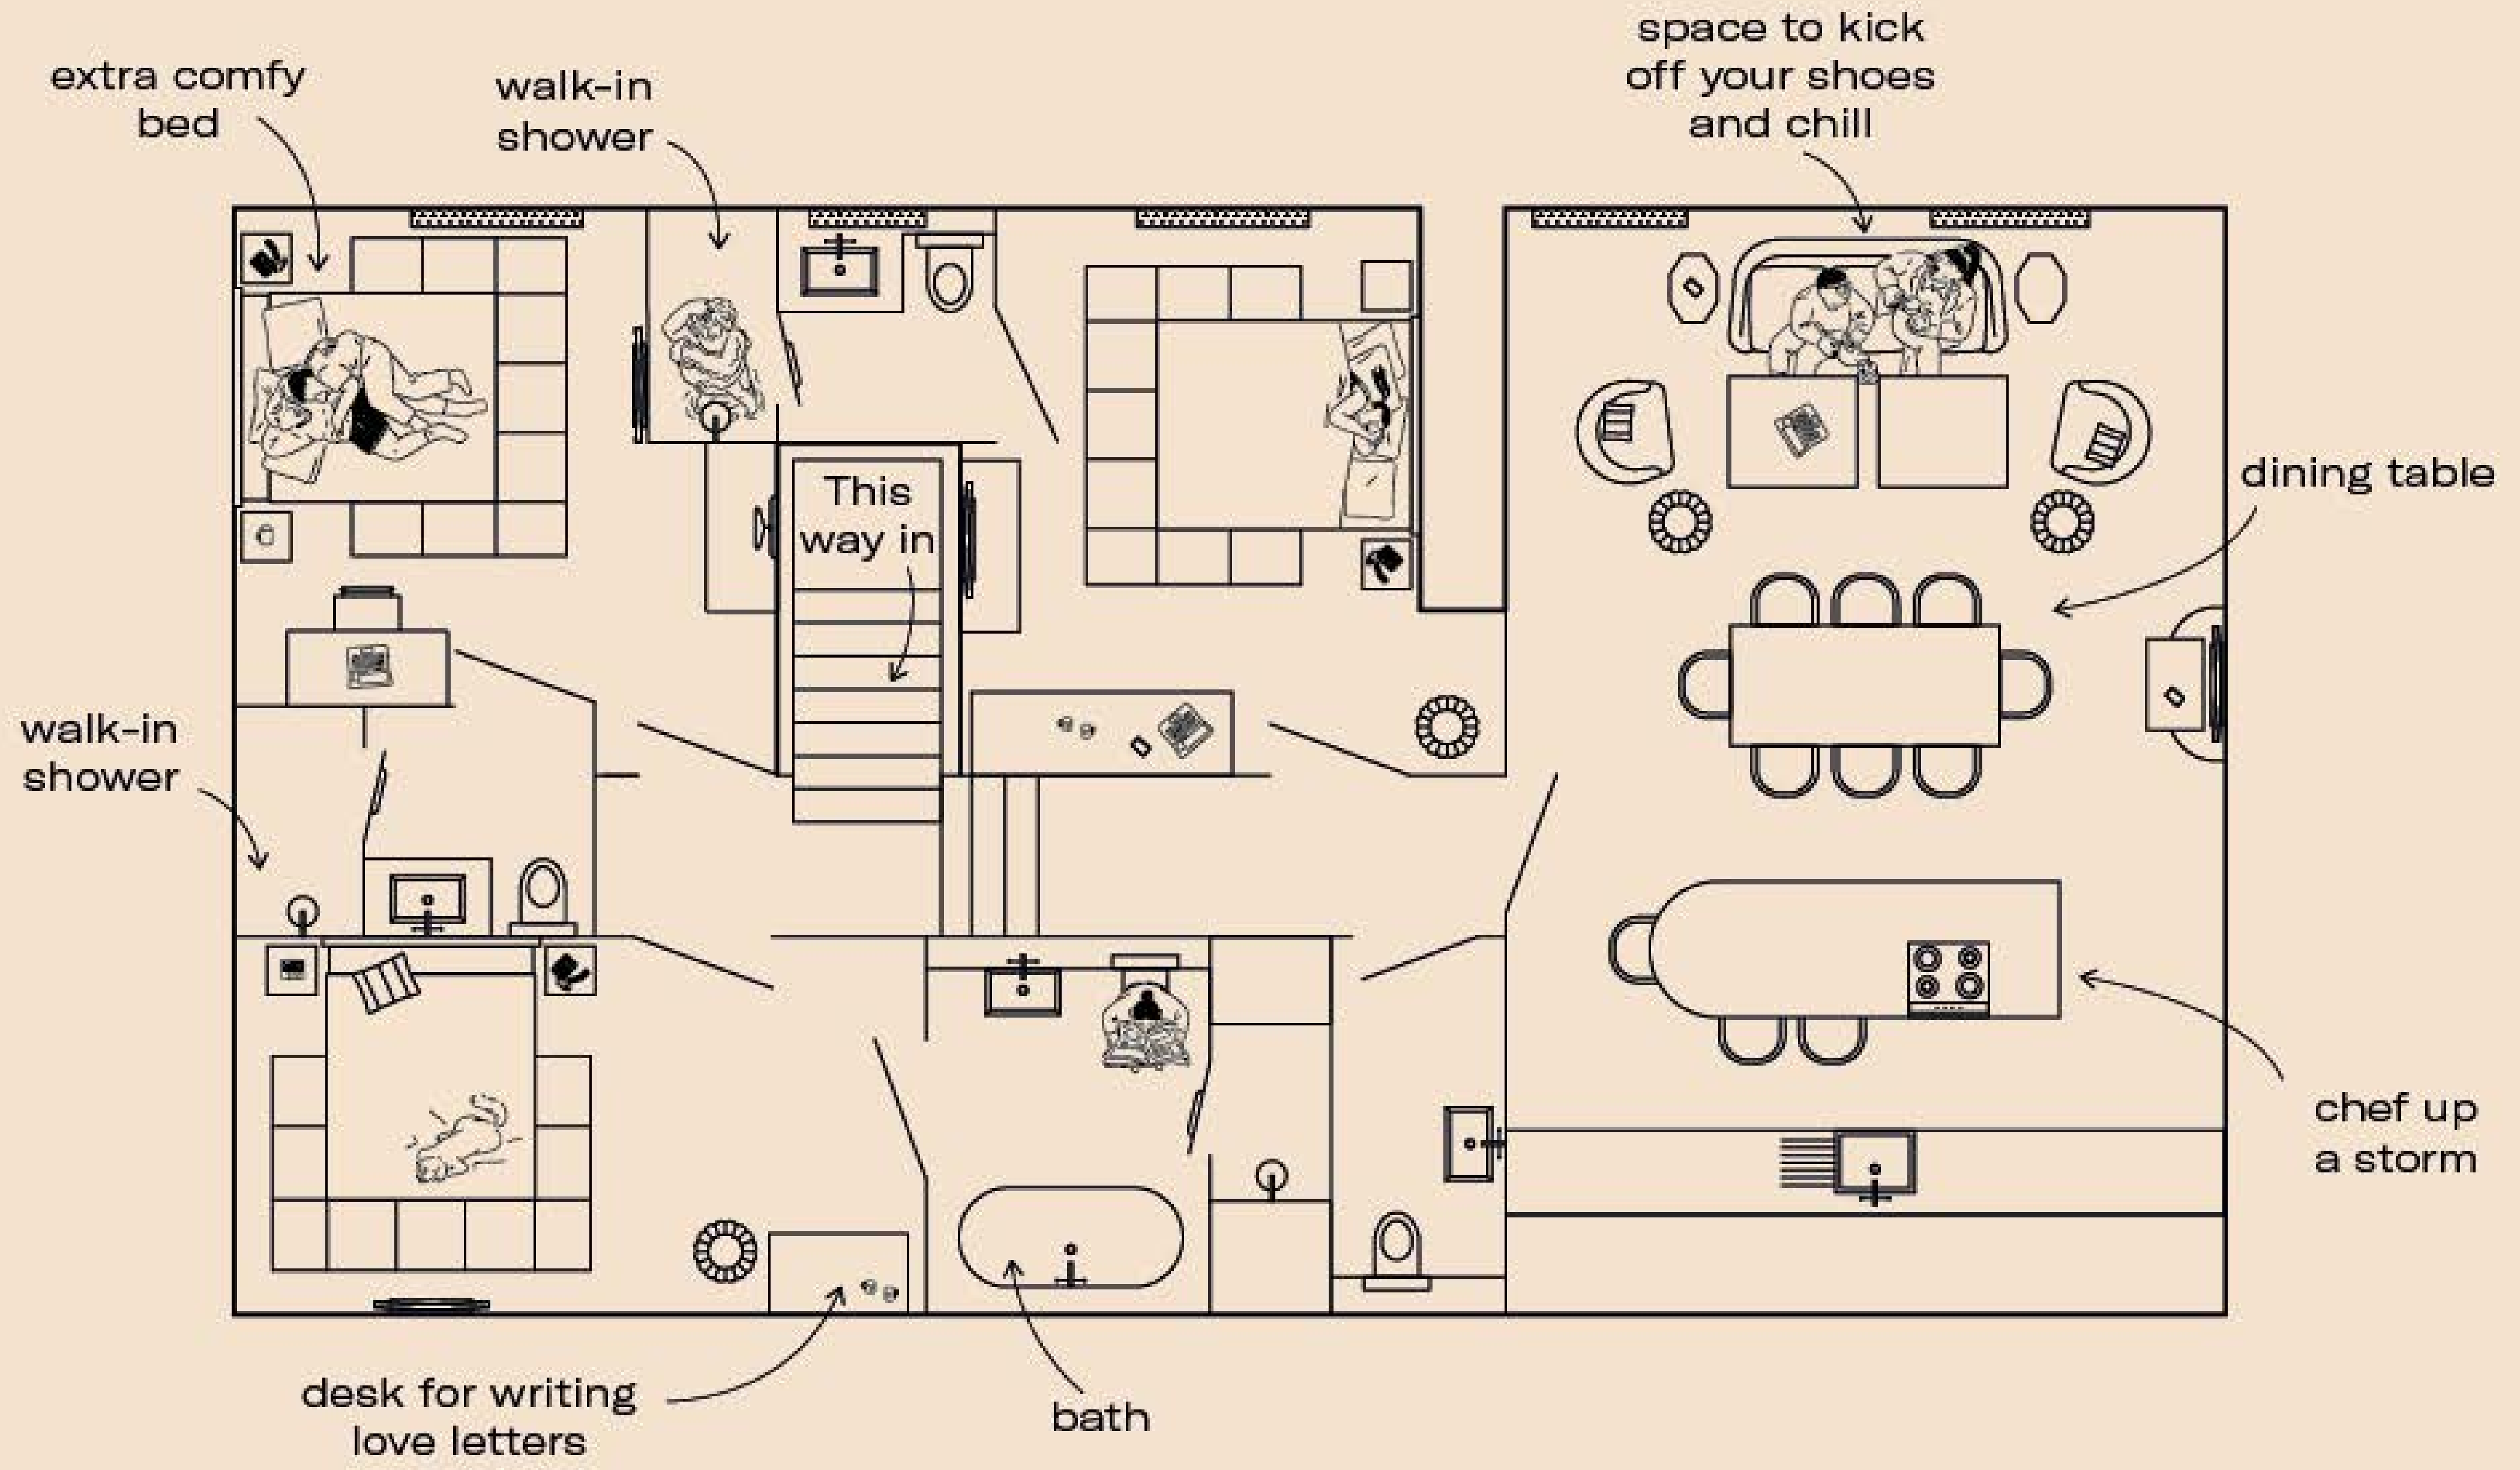 space to kick
off your shoes
and chill
extra comfy
bed
walk-in
shower
This
way in
dining table
walk-in
shower
chef up
a storm
desk for writing
love letters
bath